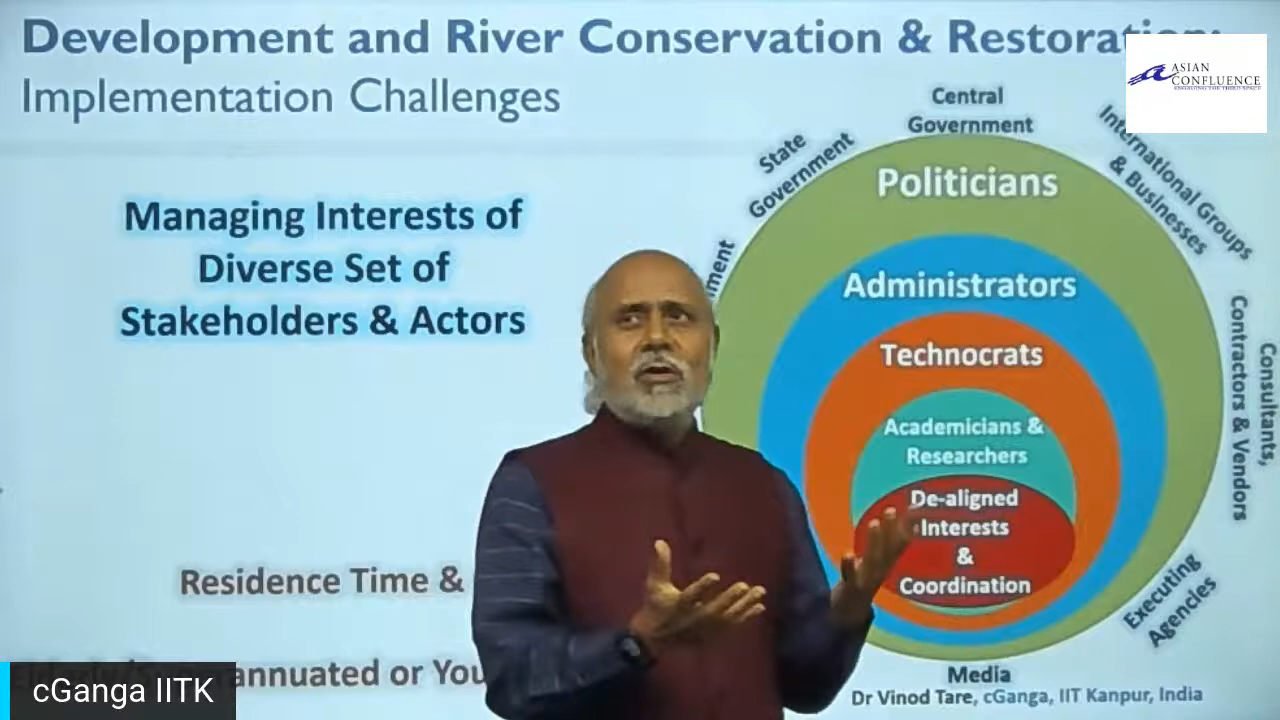 Development and River Conservation & Restoration:
Implementation Challenges
ASIAN
CONFLUENCE
Central
Government
State
Government
International Groups
& Businesses
Politicians
Managing Interests of
Diverse Set of
Stakeholders & Actors
Administrators
Technocrats
Academicians &
Researchers
De-aligned
Interests
&
Coordination
Consultants,
Contractors & Vendors
Executing
Agencies
Residence Time &
annuated or You
Media
Dr Vinod Tare, cGanga, IIT Kanpur, India
cGanga IITK